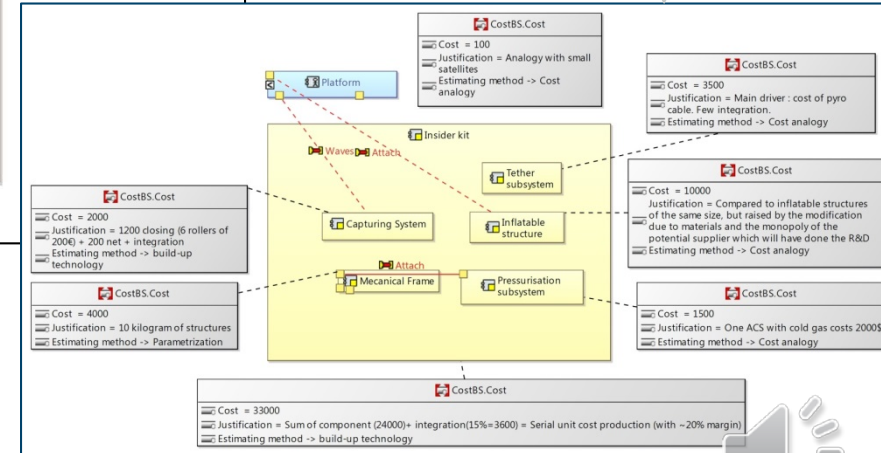 CostBS.Cost
Cost = 100
Justification = Analogy with small
satellites
Estimating method -> Cost
analogy
Platform
CostBS.Cost
Cost = 3500
Justification = Main driver : cost of pyro
cable. Few integration.
Estimating method -> Cost analogy
Insider kit
Waves
Attach
Tether
subsystem
CostBS.Cost
Cost = 10000
Justification = Compared to inflatable structures
of the same size, but raised by the modification
due to materials and the monopoly of the
potential supplier which will have done the R&D
Estimating method -> Cost analogy
CostBS.Cost
Cost = 2000
Justification = 1200 closing (6 rollers of
200€) + 200 net + integration
Estimating method -> build-up
technology
Capturing System
Inflatable
structure
Attach
Mecanical Frame
Pressurisation
subsystem
CostBS.Cost
Cost = 4000
Justification = 10 kilogram of structures
Estimating method -> Parametrization
CostBS.Cost
Cost = 1500
Justification = One ACS with cold gas costs 2000$
Estimating method -> Cost analogy
CostBS.Cost
Cost = 33000
Justification = Sum of component (24000)+ integration(15%=3600) = Serial unit cost production (with ~20% margin)
Estimating method -> build-up technology